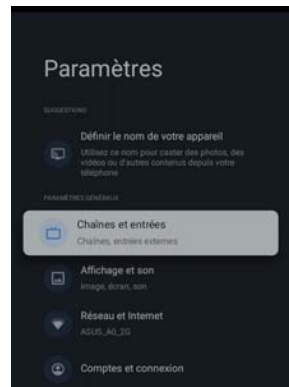 Paramètres
SUGGESTIONS
Définir le nom de votre appareil
Utilisez ce nom pour caster des photos, des
vidéos ou d'autres contenus depuis votre
téléphone
PARAMÈTRES GÉNÉRAUX
Chaînes et entrées
Chaînes, entrées externes
Affichage et son
Image, écran, son
Réseau et Internet
ASUS_A0_2G
Comptes et connexion